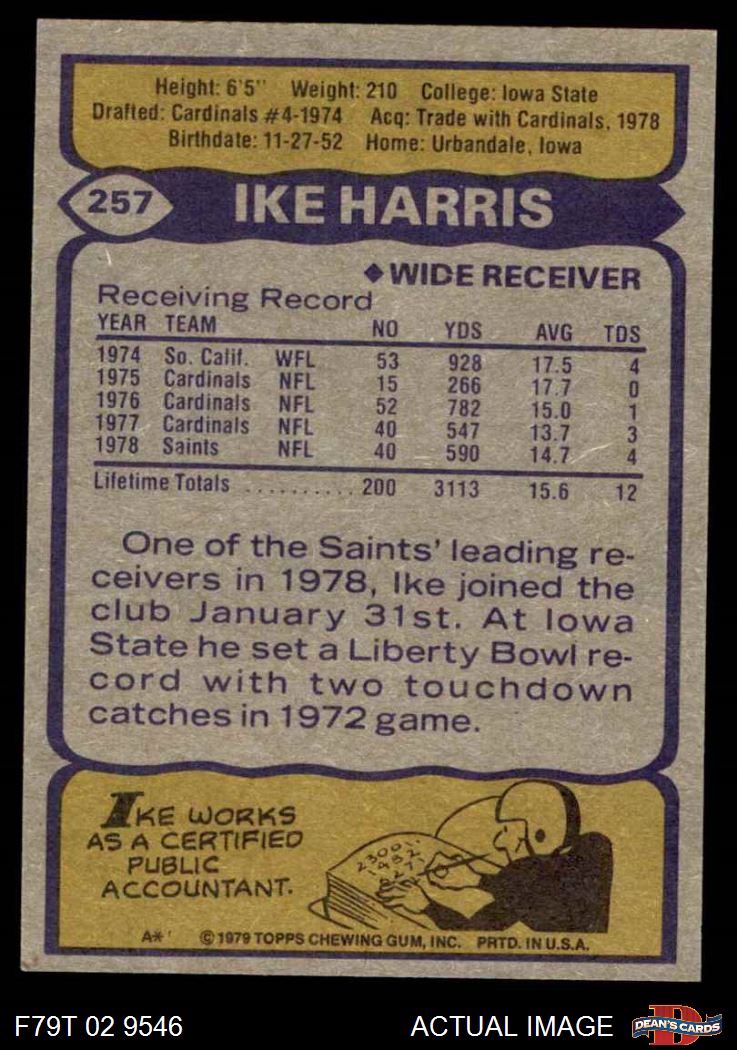 Height: 6'5" Weight: 210 College: Iowa State
Drafted: Cardinals #4-1974 Acq: Trade with Cardinals, 1978
Birthdate: 11-27-52 Home: Urbandale, Iowa
257 IKE HARRIS
◆WIDE RECEIVER
Receiving Record
YEAR TEAM NO YDS AVG TDS
1974 So. Calif. WFL 53 928 17.5 4
1975 Cardinals NFL 15 266 17.7 0
1976 Cardinals NFL 52 782 15.0 1
1977 Cardinals NFL 40 547 13.7 3
1978 Saints NFL 40 590 14.7 4
Lifetime Totals .......... 200 3113 15.6 12
One of the Saints' leading re-
ceivers in 1978, Ike joined the
club January 31st. At Iowa
State he set a Liberty Bowl re-
cord with two touchdown
catches in 1972 game.
IKE WORKS
AS A CERTIFIED
PUBLIC
ACCOUNTANT.
A* ©1979 TOPPS CHEWING GUM, INC. PRTD. IN U.S.A.
F79T 02 9546 ACTUAL IMAGE DEAN'S CARDS